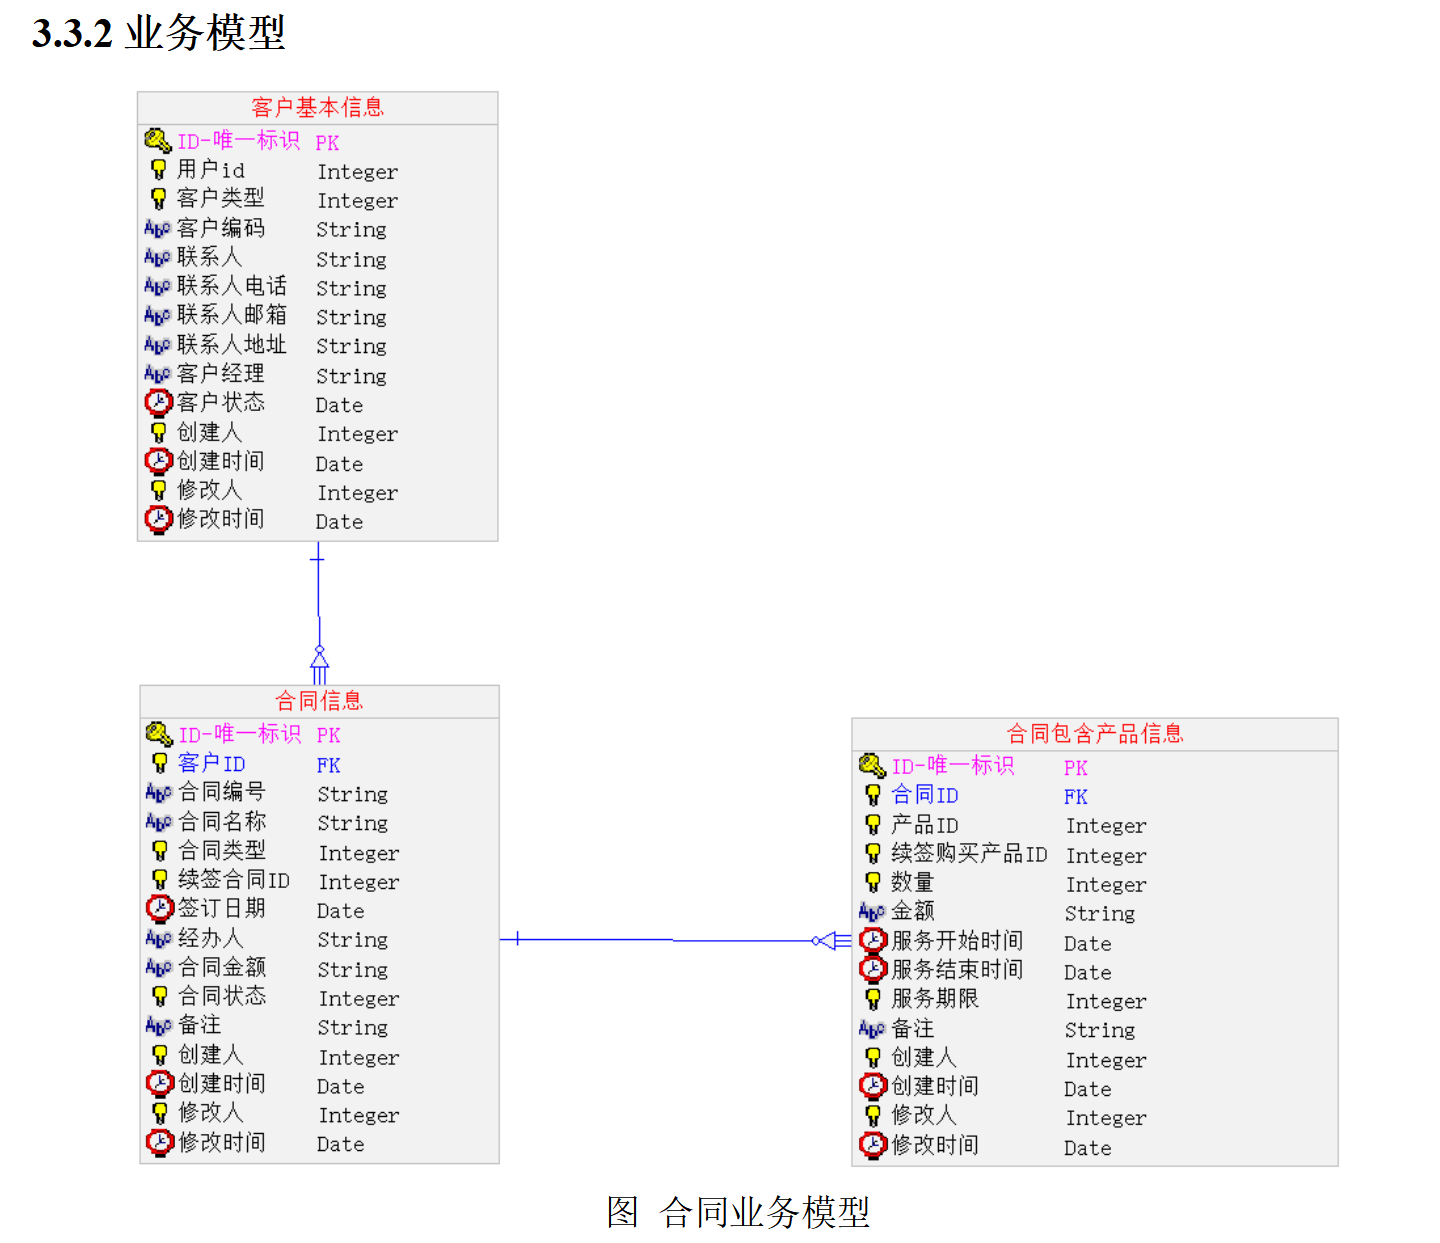 3.3.2 业务模型
客户基本信息
ID-唯一标识 PK
用户id Integer
客户类型 Integer
客户编码 String
联系人 String
联系人电话 String
联系人邮箱 String
联系人地址 String
客户经理 String
客户状态 Date
创建人 Integer
创建时间 Date
修改人 Integer
修改时间 Date
合同信息
ID-唯一标识 PK
客户ID FK
合同编号 String
合同名称 String
合同类型 Integer
续签合同ID Integer
签订日期 Date
经办人 String
合同金额 String
合同状态 Integer
备注 String
创建人 Integer
创建时间 Date
修改人 Integer
修改时间 Date
合同包含产品信息
ID-唯一标识 PK
合同ID FK
产品ID Integer
续签购买产品ID Integer
数量 Integer
金额 String
服务开始时间 Date
服务结束时间 Date
服务期限 Integer
备注 String
创建人 Integer
创建时间 Date
修改人 Integer
修改时间 Date
图 合同业务模型